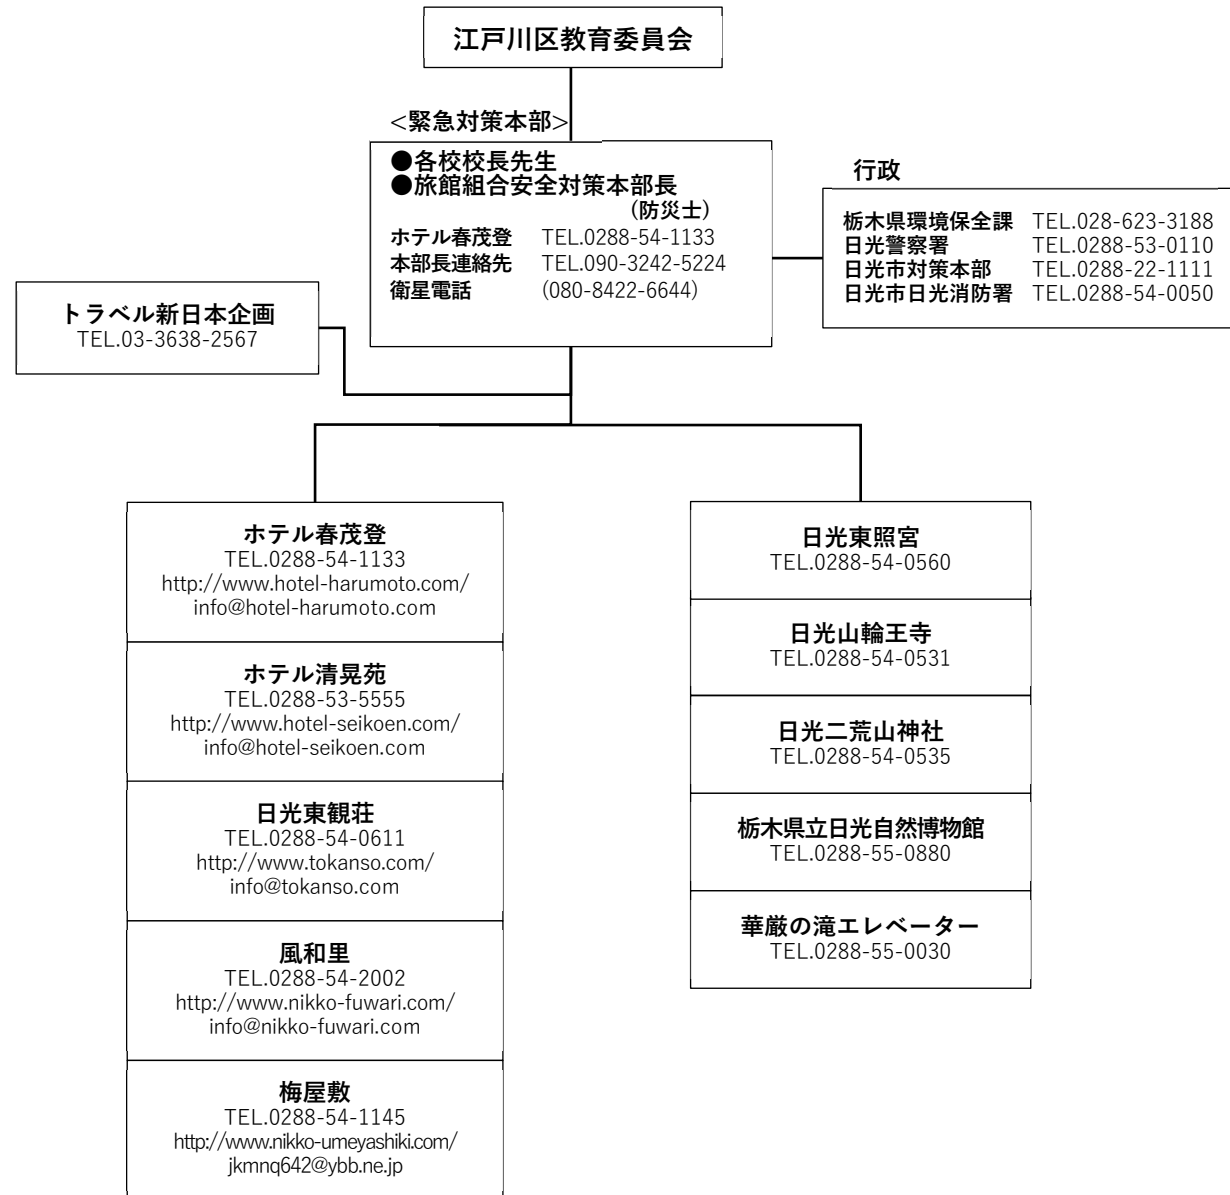 江戸川区教育委員会
<緊急対策本部>
●各校校長先生
●旅館組合安全対策本部長
(防災士)
ホテル春茂登 TEL.0288-54-1133
本部長連絡先 TEL.090-3242-5224
衛星電話 (080-8422-6644)
行政
栃木県環境保全課 TEL.028-623-3188
日光警察署 TEL.0288-53-0110
日光市対策本部 TEL.0288-22-1111
日光市日光消防署 TEL.0288-54-0050
トラベル新日本企画
TEL.03-3638-2567
ホテル春茂登
TEL.0288-54-1133
http://www.hotel-harumoto.com/
info@hotel-harumoto.com
ホテル清晃苑
TEL.0288-53-5555
http://www.hotel-seikoen.com/
info@hotel-seikoen.com
日光東観荘
TEL.0288-54-0611
http://www.tokanso.com/
info@tokanso.com
風和里
TEL.0288-54-2002
http://www.nikko-fuwari.com/
info@nikko-fuwari.com
梅屋敷
TEL.0288-54-1145
http://www.nikko-umeyashiki.com/
jkmnq642@ybb.ne.jp
日光東照宮
TEL.0288-54-0560
日光山輪王寺
TEL.0288-54-0531
日光二荒山神社
TEL.0288-54-0535
栃木県立日光自然博物館
TEL.0288-55-0880
華厳の滝エレベーター
TEL.0288-55-0030